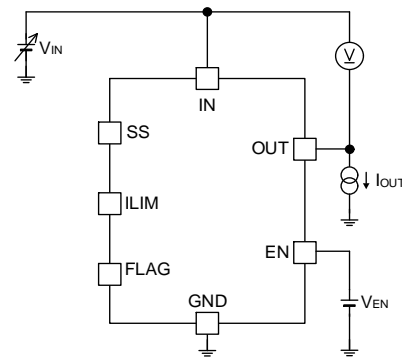 VIN
V
IN
SS
OUT
IOUT
ILIM
EN
FLAG
VEN
GND